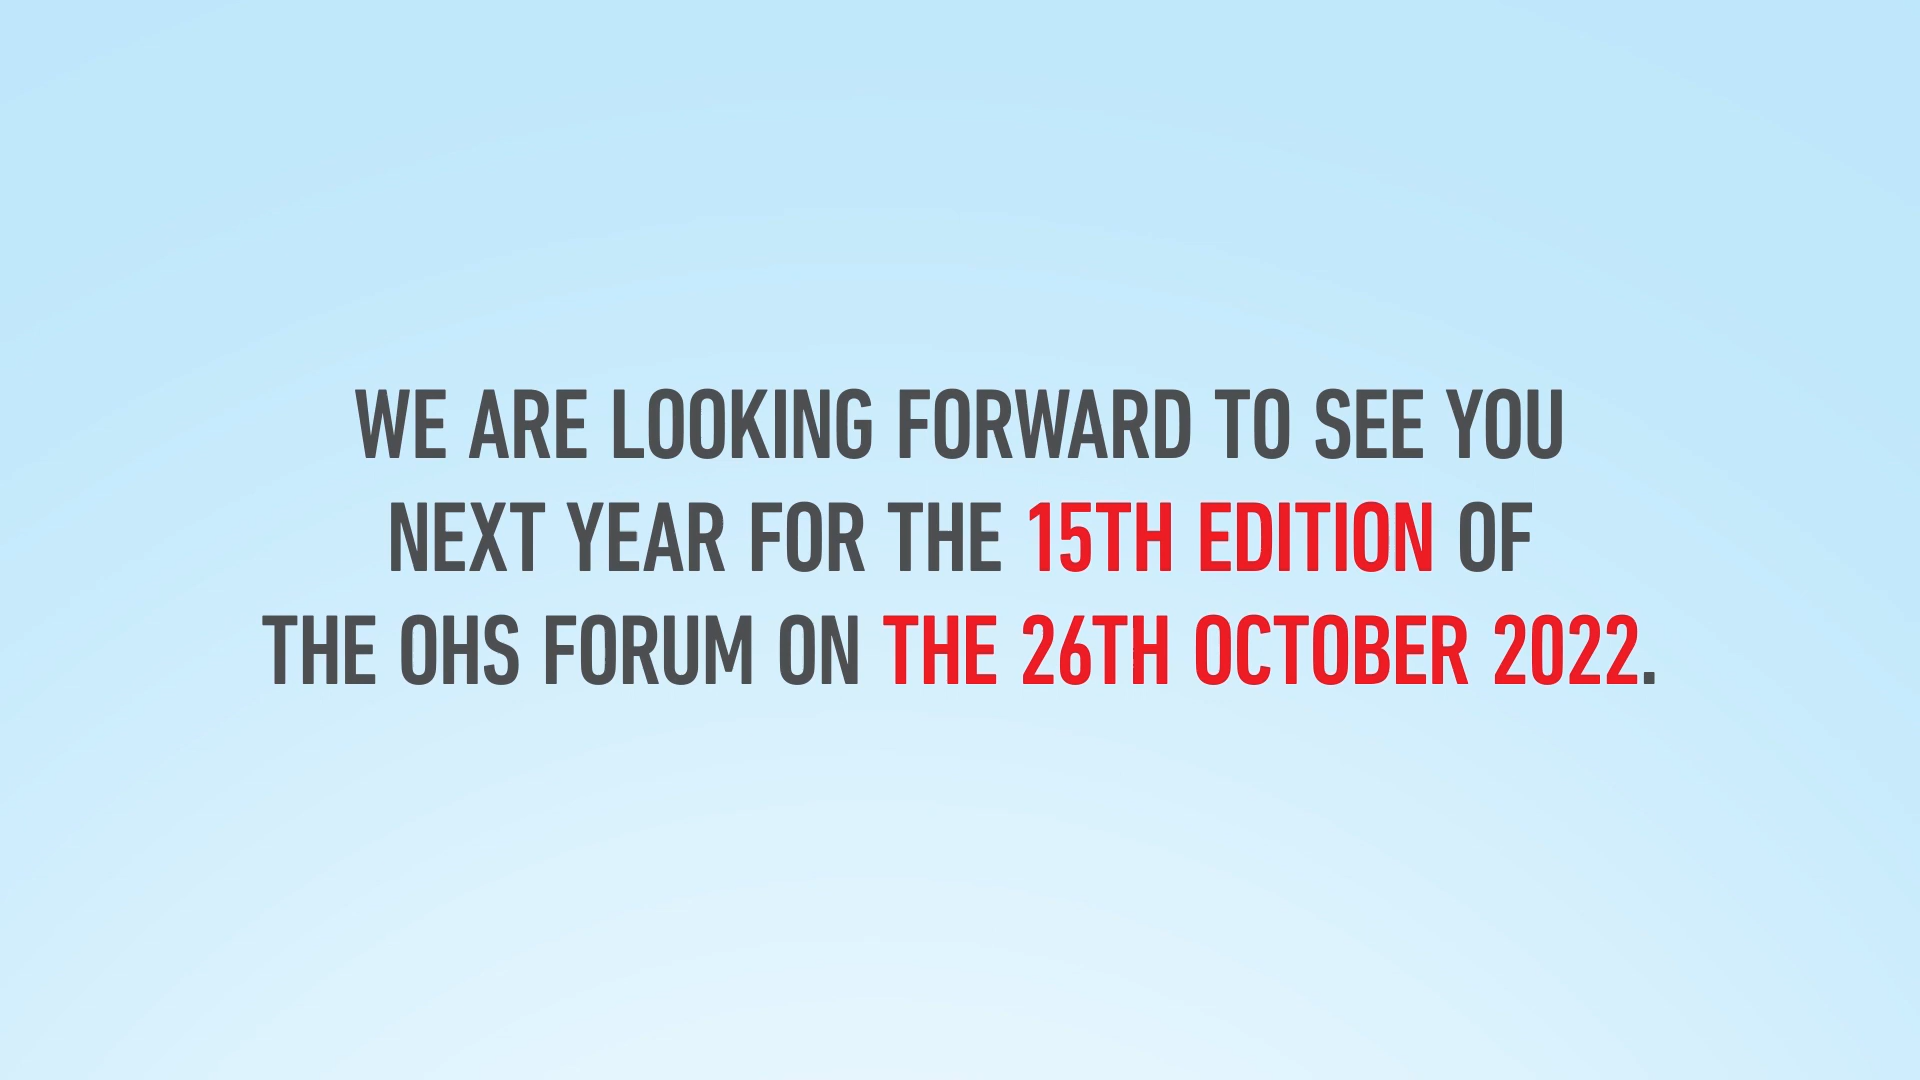 WE ARE LOOKING FORWARD TO SEE YOU
NEXT YEAR FOR THE 15TH EDITION OF
THE OHS FORUM ON THE 26TH OCTOBER 2022.